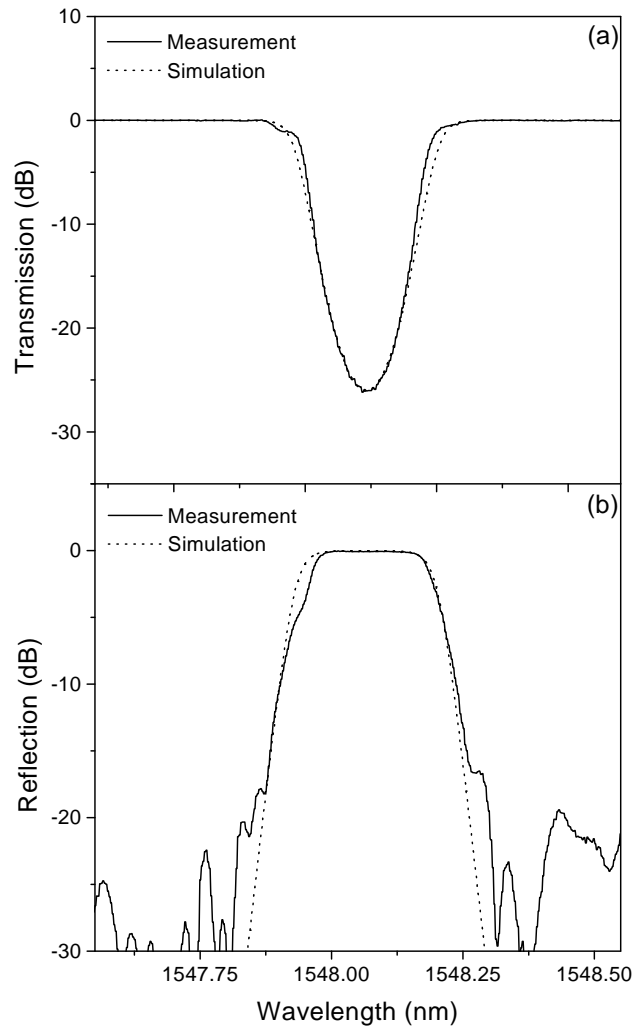 10
(a)
Measurement
Simulation
0
-10
-20
-30
Transmission (dB)
(b)
Measurement
Simulation
0
-10
-20
-30
Reflection (dB)
1547.75 1548.00 1548.25 1548.50
Wavelength (nm)